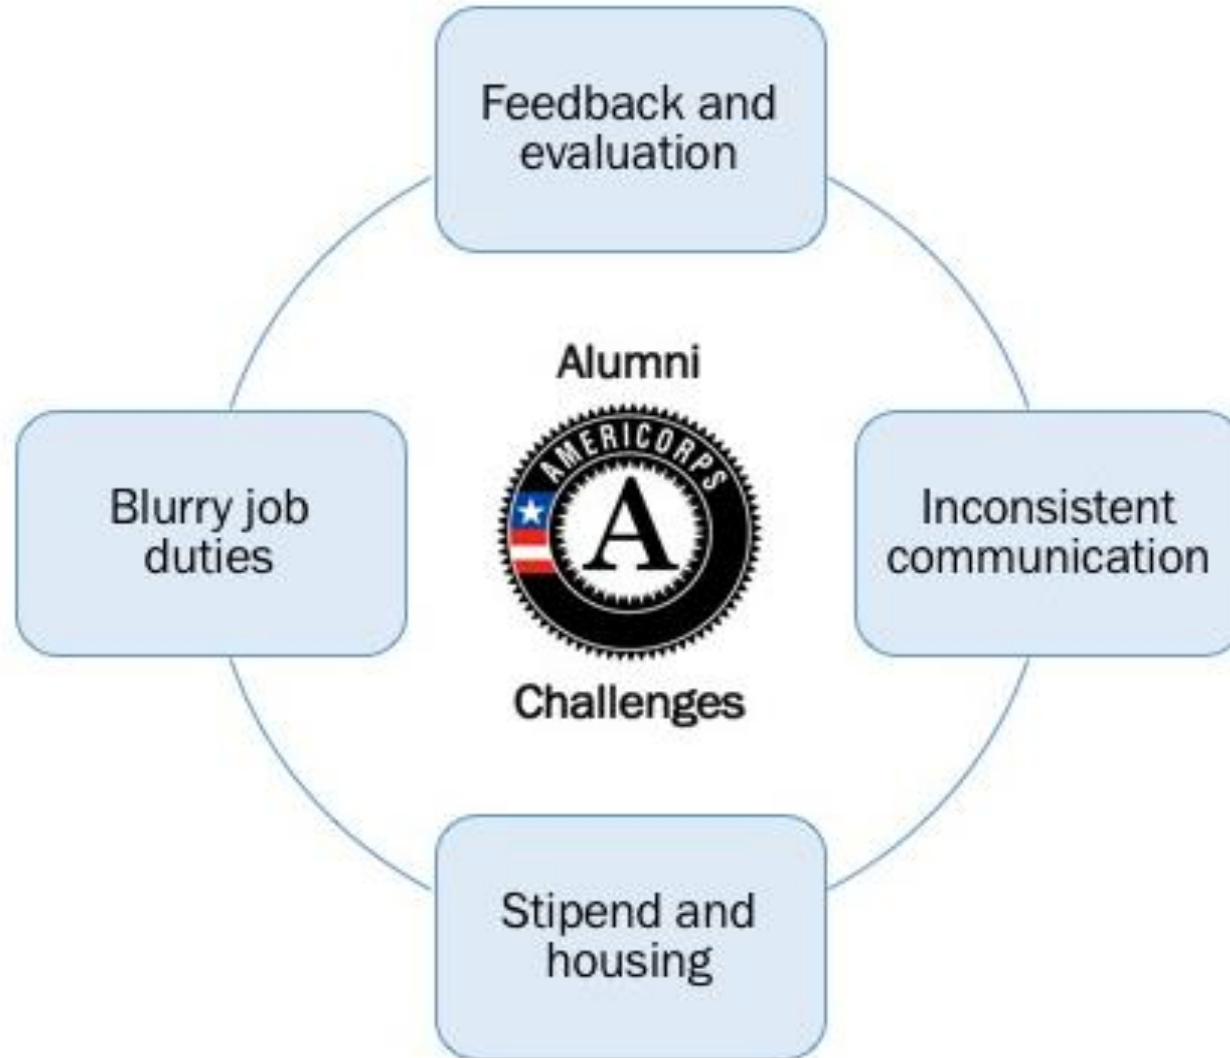 Feedback and
evaluation
Alumni
AMERICORPS
A
Blurry job
duties
Inconsistent
communication
Challenges
Stipend and
housing